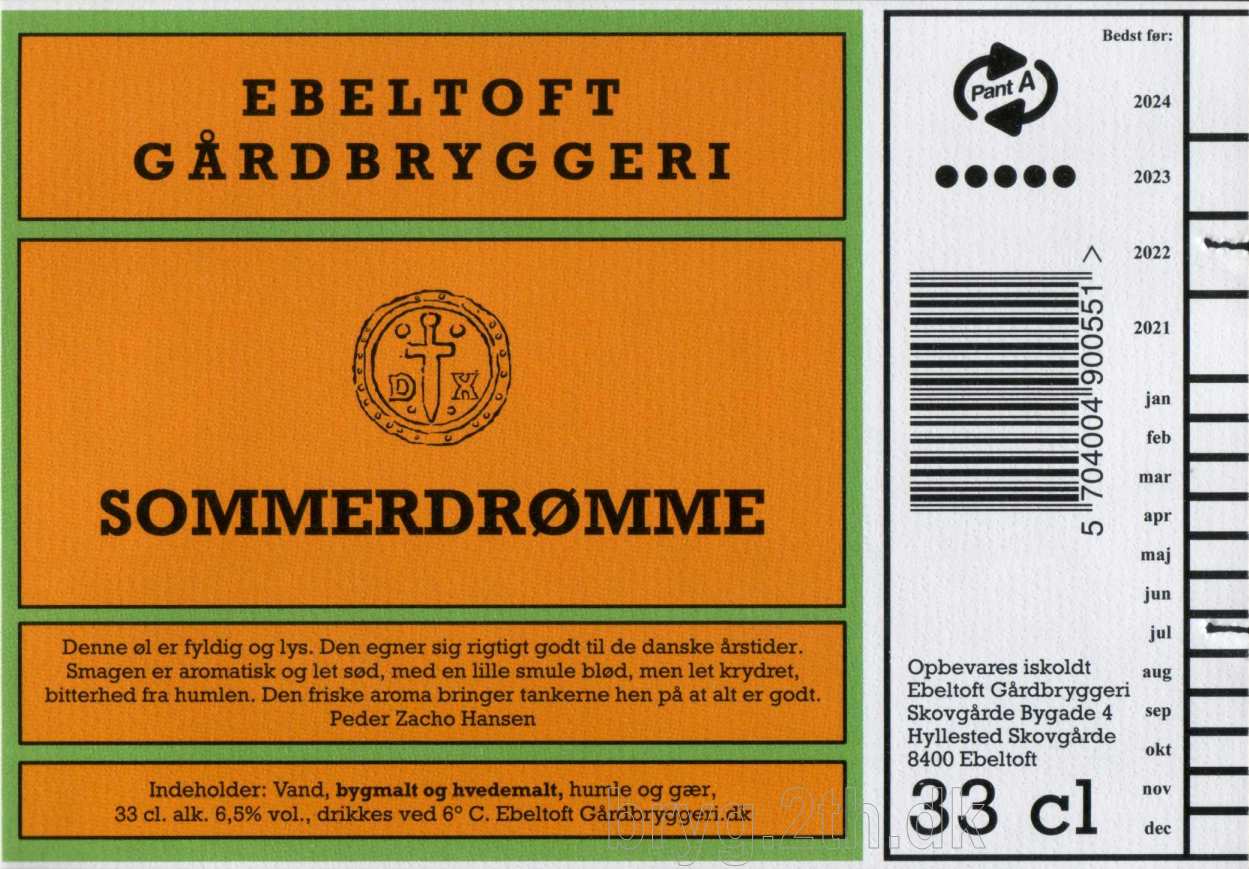 EBELTOFT
GÅRDBRYGGERI
D X
SOMMERDRØMME
Denne øl er fyldig og lys. Den egner sig rigtigt godt til de danske årstider.
Smagen er aromatisk og let sød, med en lille smule blød, men let krydret,
bitterhed fra humlen. Den friske aroma bringer tankerne hen på at alt er godt.
Peder Zacho Hansen
Indeholder: Vand, bygmalt og hvedemalt, humle og gær,
33 cl. alk. 6,5% vol., drikkes ved 6° C. Ebeltoft Gårdbryggeri.dk
Pant A
5 704004 900551 >
Opbevares iskoldt
Ebeltoft Gårdbryggeri
Skovgårde Bygade 4
Hyllested Skovgårde
8400 Ebeltoft
33 cl
Bedst før:
2024
2023
2022
2021
jan
feb
mar
apr
maj
jun
jul
aug
sep
okt
nov
dec
bryg.2th.dk